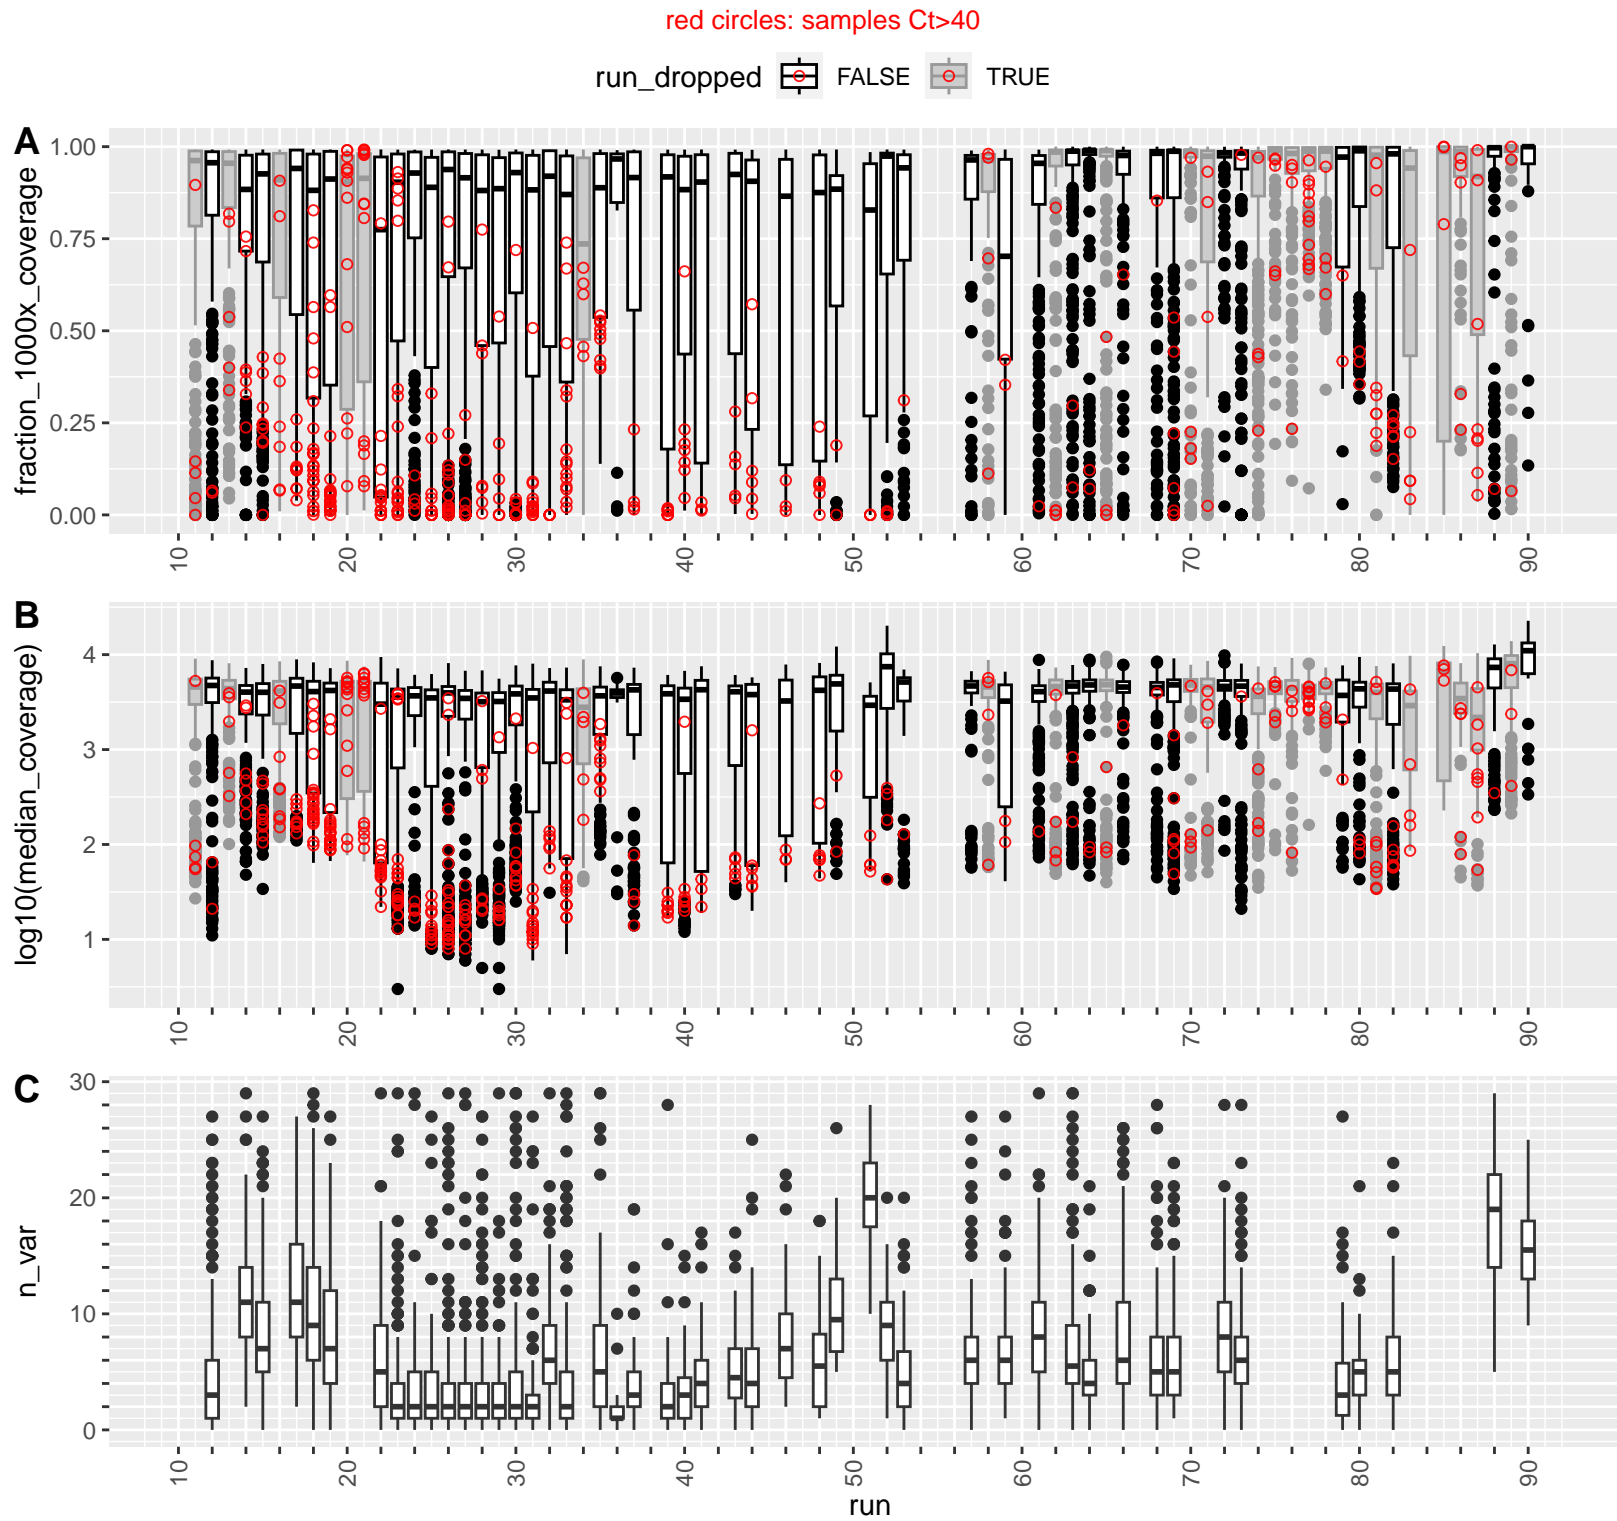 red circles: samples Ct>40
run_dropped FALSE TRUE
A
fraction_1000x_coverage
1.00
0.75
0.50
0.25
0.00
10 20 30 40 50 60 70 80 90
B
log10(median_coverage)
4
3
2
1
10 20 30 40 50 60 70 80 90
C
n_var
30
20
10
0
10 20 30 40 50 60 70 80 90
run